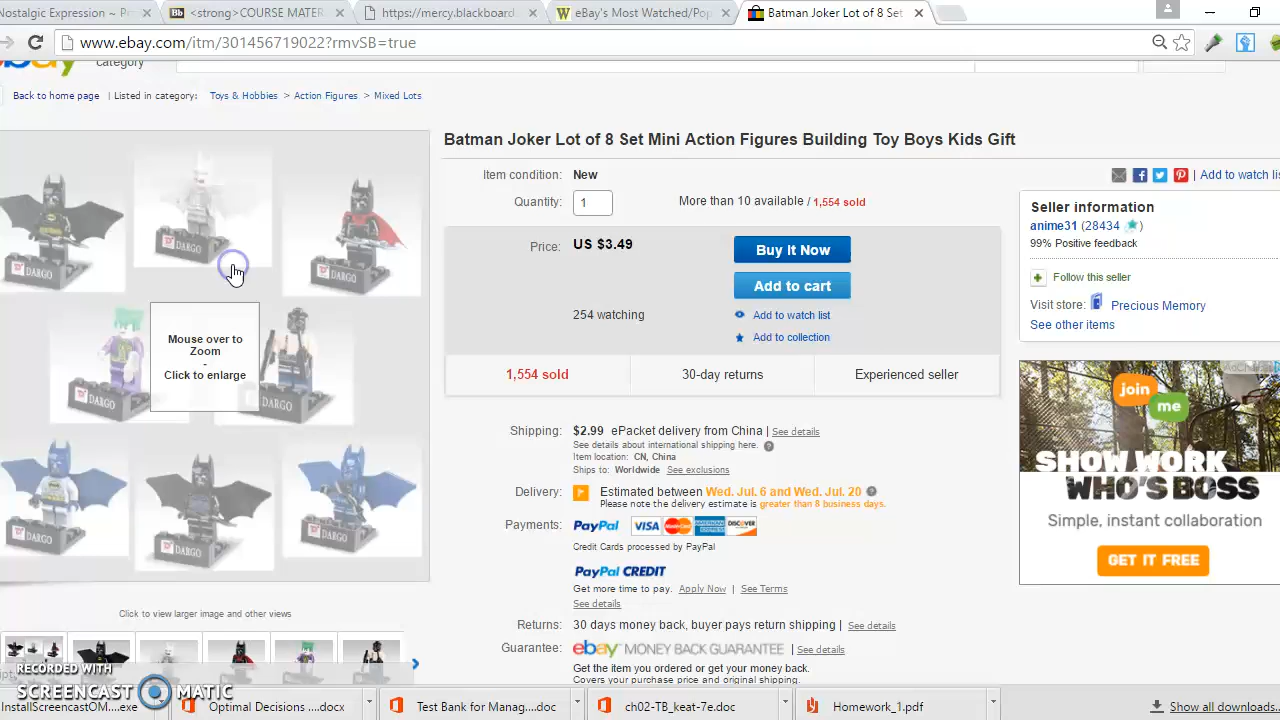 Nostalgic Expression ~ P
<strong>COURSE MATER
https://mercy.blackboard.
eBay's Most Watched/Pop
Batman Joker Lot of 8 Set
www.ebay.com/itm/301456719022?rmvSB=true
ebay
category
Back to home page | Listed in category: Toys & Hobbies > Action Figures > Mixed Lots
Batman Joker Lot of 8 Set Mini Action Figures Building Toy Boys Kids Gift
Item condition: New
Quantity: 1 More than 10 available / 1,554 sold
Price: US $3.49
Buy It Now
Add to cart
254 watching
Add to watch list
Add to collection
1,554 sold 30-day returns Experienced seller
Shipping: $2.99 ePacket delivery from China | See details
See details about international shipping here.
Item location: CN, China
Ships to: Worldwide See exclusions
Delivery: Estimated between Wed. Jul. 6 and Wed. Jul. 20
Please note the delivery estimate is greater than 8 business days.
Payments: PayPal VISA MasterCard AMERICAN EXPRESS DISCOVER
Credit Cards processed by PayPal
PayPal CREDIT
Get more time to pay. Apply Now | See Terms
See details
Returns: 30 days money back, buyer pays return shipping | See details
Guarantee: ebay MONEY BACK GUARANTEE | See details
Get the item you ordered or get your money back.
Covers your purchase price and original shipping.
Add to watch lis
Seller information
anime31 (28434 )
99% Positive feedback
Follow this seller
Visit store: Precious Memory
See other items
join
me
SHOW WORK
WHO'S BOSS
Simple, instant collaboration
GET IT FREE
DARGO
DARGO
DARGO
Mouse over to
Zoom
-
Click to enlarge
DARGO
DARGO
DARGO
DARGO
DARGO
Click to view larger image and other views
RECORDED WITH
SCREENCAST MATIC
InstallScreencastOM....exe
Optimal Decisions ....docx
Test Bank for Manag....doc
ch02-TB_keat-7e.doc
Homework_1.pdf
Show all downloads..